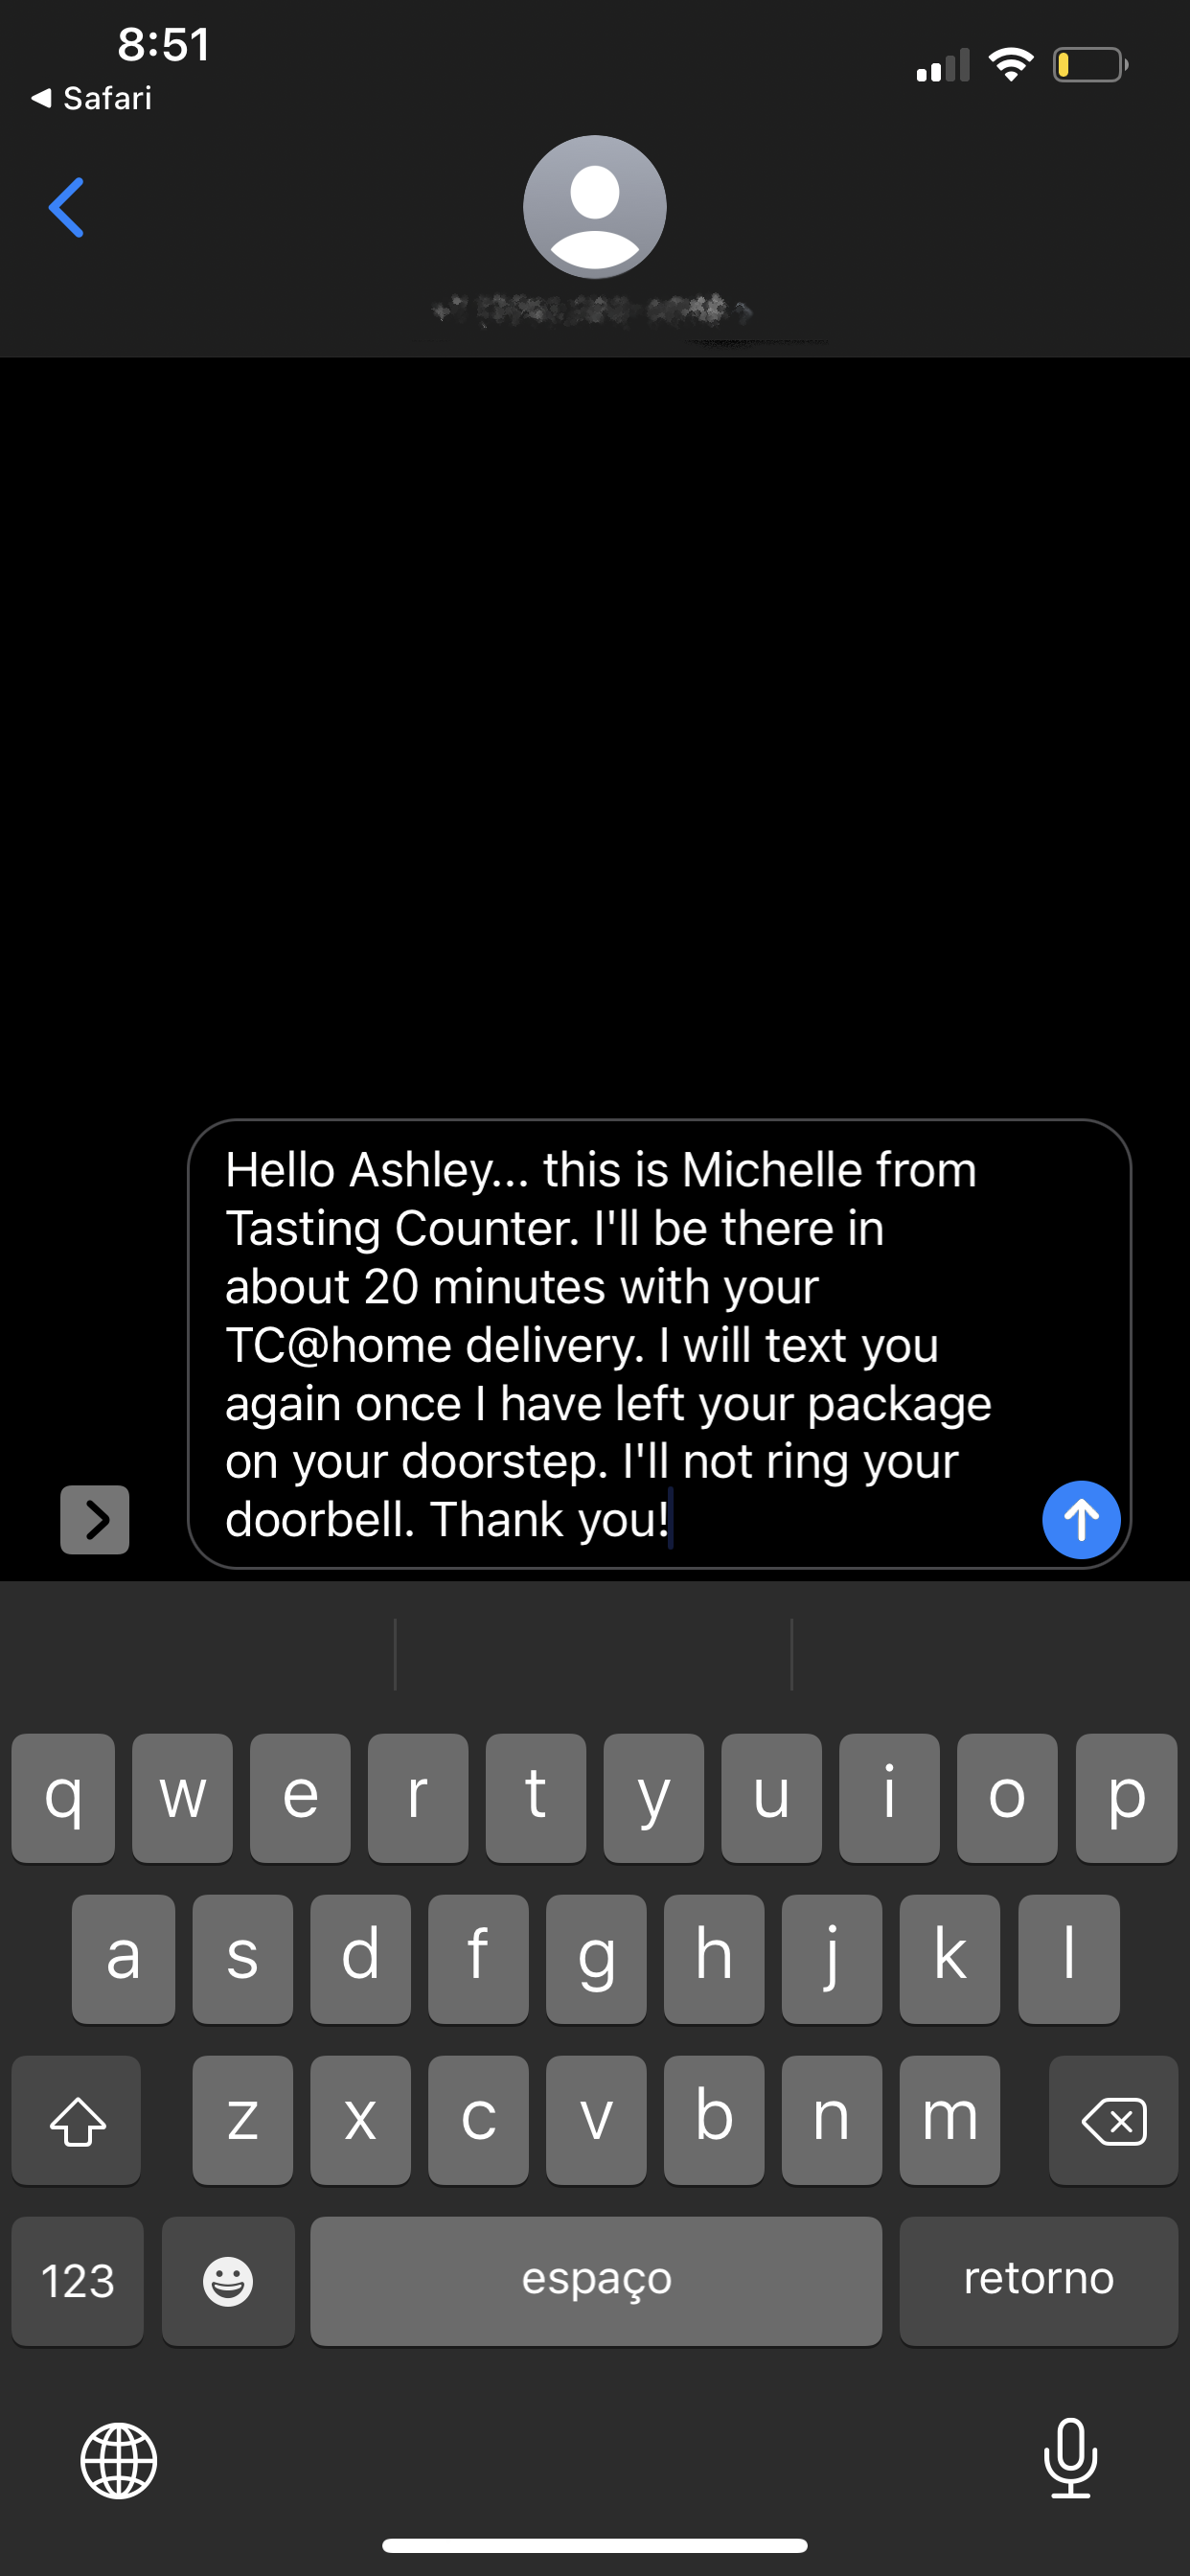 8:51
Safari
Hello Ashley... this is Michelle from
Tasting Counter. I'll be there in
about 20 minutes with your
TC@home delivery. I will text you
again once I have left your package
on your doorstep. I'll not ring your
doorbell. Thank you!
q w e r t y u i o p
a s d f g h j k l
z x c v b n m
123 espaço retorno